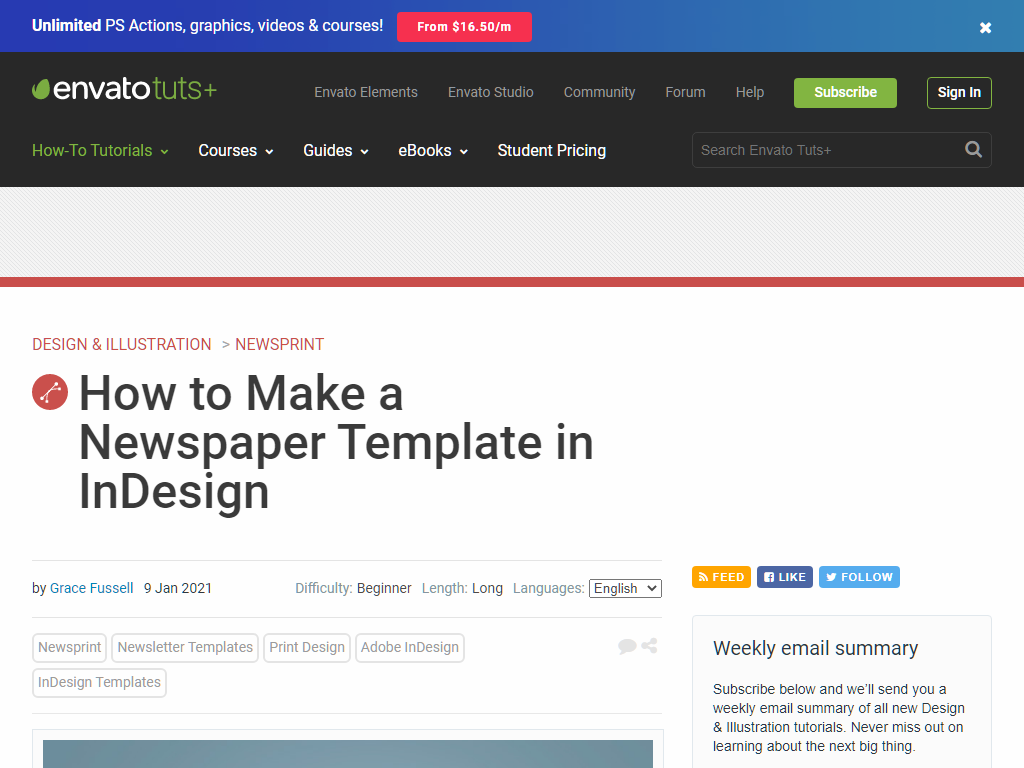 Unlimited PS Actions, graphics, videos & courses! From $16.50/m
envatotuts+ Envato Elements Envato Studio Community Forum Help Subscribe Sign In
How-To Tutorials Courses Guides eBooks Student Pricing Search Envato Tuts+
DESIGN & ILLUSTRATION > NEWSPRINT
How to Make a
Newspaper Template in
InDesign
by Grace Fussell 9 Jan 2021 Difficulty: Beginner Length: Long Languages: English
FEED LIKE FOLLOW
Newsprint Newsletter Templates Print Design Adobe InDesign
InDesign Templates
Weekly email summary
Subscribe below and we'll send you a
weekly email summary of all new Design
& Illustration tutorials. Never miss out on
learning about the next big thing.